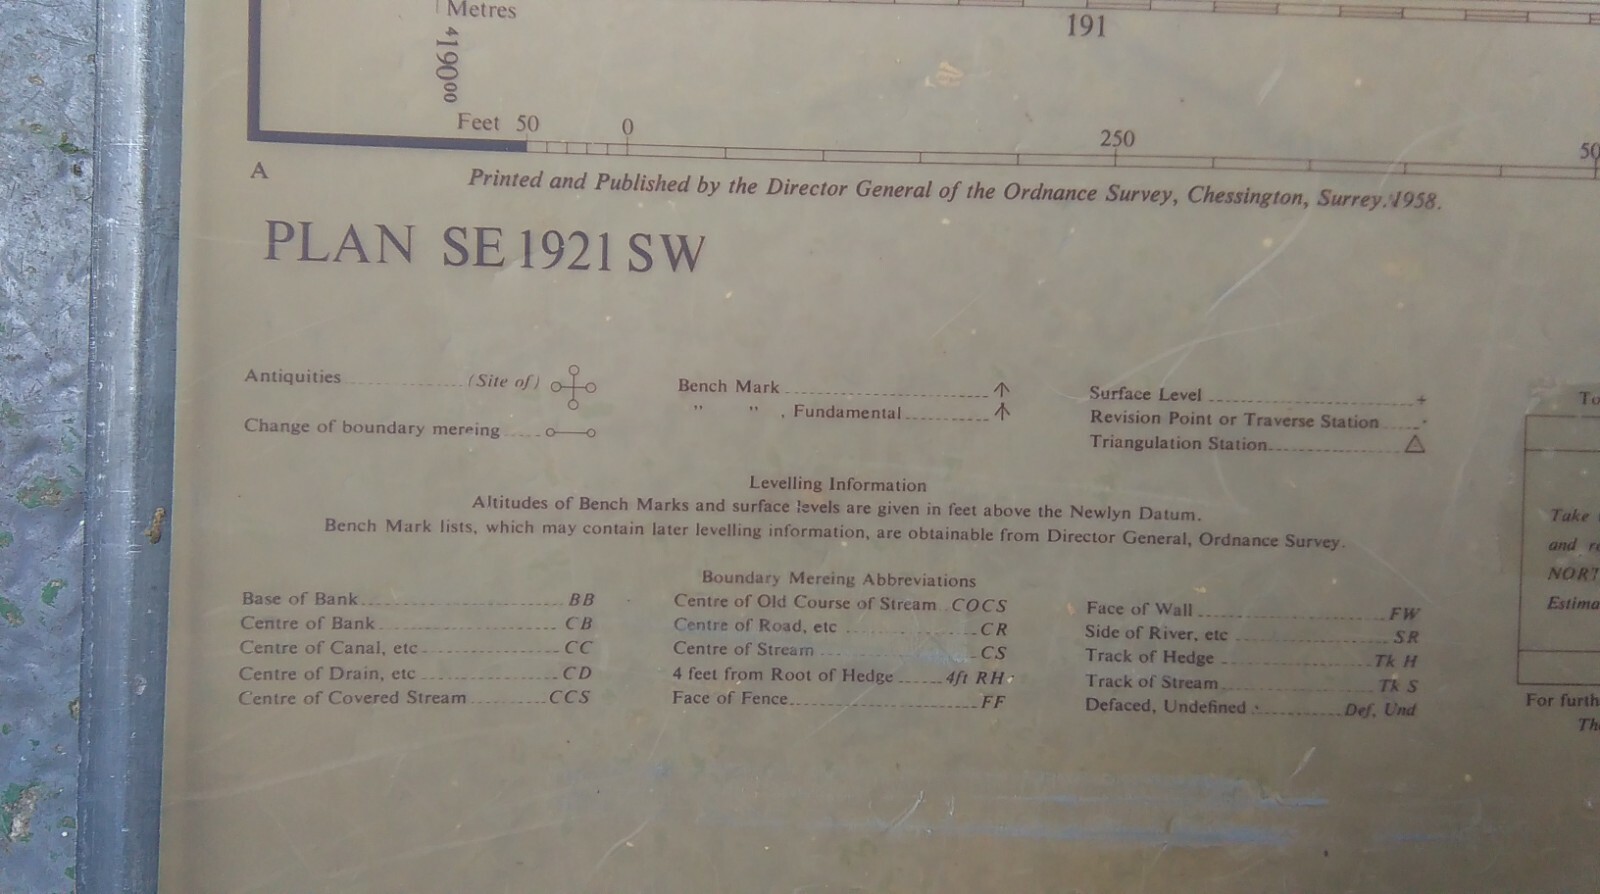 Metres
191
⁴190⁰⁰
Feet 50 0 250 50
A
Printed and Published by the Director General of the Ordnance Survey, Chessington, Surrey. 1958.
PLAN SE 1921 SW
Antiquities (Site of)
Change of boundary mereing
Bench Mark
" " , Fundamental
Surface Level +
Revision Point or Traverse Station
Triangulation Station
Levelling Information
Altitudes of Bench Marks and surface levels are given in feet above the Newlyn Datum.
Bench Mark lists, which may contain later levelling information, are obtainable from Director General, Ordnance Survey.
Boundary Mereing Abbreviations
Base of Bank BB
Centre of Bank CB
Centre of Canal, etc CC
Centre of Drain, etc CD
Centre of Covered Stream CCS
Centre of Old Course of Stream COCS
Centre of Road, etc CR
Centre of Stream CS
4 feet from Root of Hedge 4ft RH
Face of Fence FF
Face of Wall FW
Side of River, etc SR
Track of Hedge Tk H
Track of Stream Tk S
Defaced, Undefined Def, Und
To
Take
and
NORT
Estima
For furth
Th